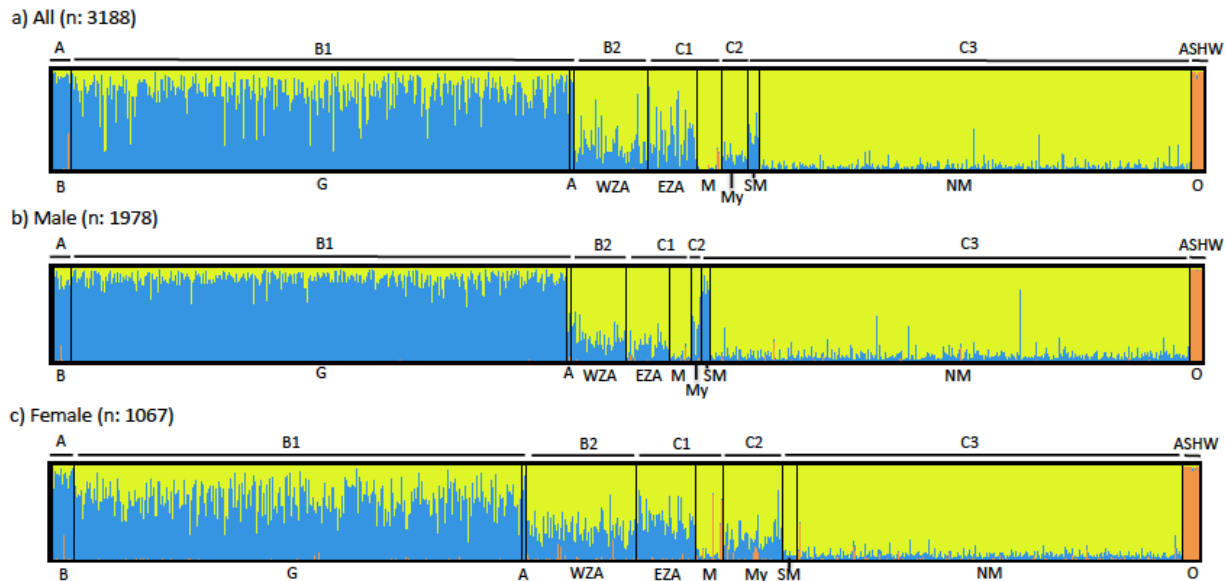 a) All (n: 3188)
A B1 B2 C1 C2 C3 ASHW
B G A WZA EZA M My SM NM O
b) Male (n: 1978)
A B1 B2 C1 C2 C3 ASHW
B G A WZA EZA M My SM NM O
c) Female (n: 1067)
A B1 B2 C1 C2 C3 ASHW
B G A WZA EZA M My SM NM O